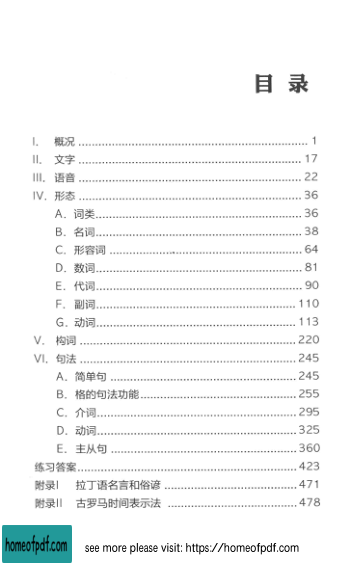 目 录
I. 概况 1
II. 文字 17
III. 语音 22
IV. 形态 36
A. 词类 36
B. 名词 38
C. 形容词 64
D. 数词 81
E. 代词 90
F. 副词 110
G. 动词 113
V. 构词 220
VI. 句法 245
A. 简单句 245
B. 格的句法功能 255
C. 介词 295
D. 动词 325
E. 主从句 360
练习答案 423
附录I 拉丁语名言和俗谚 471
附录II 古罗马时间表示法 478
homeofpdf.com see more please visit: https://homeofpdf.com